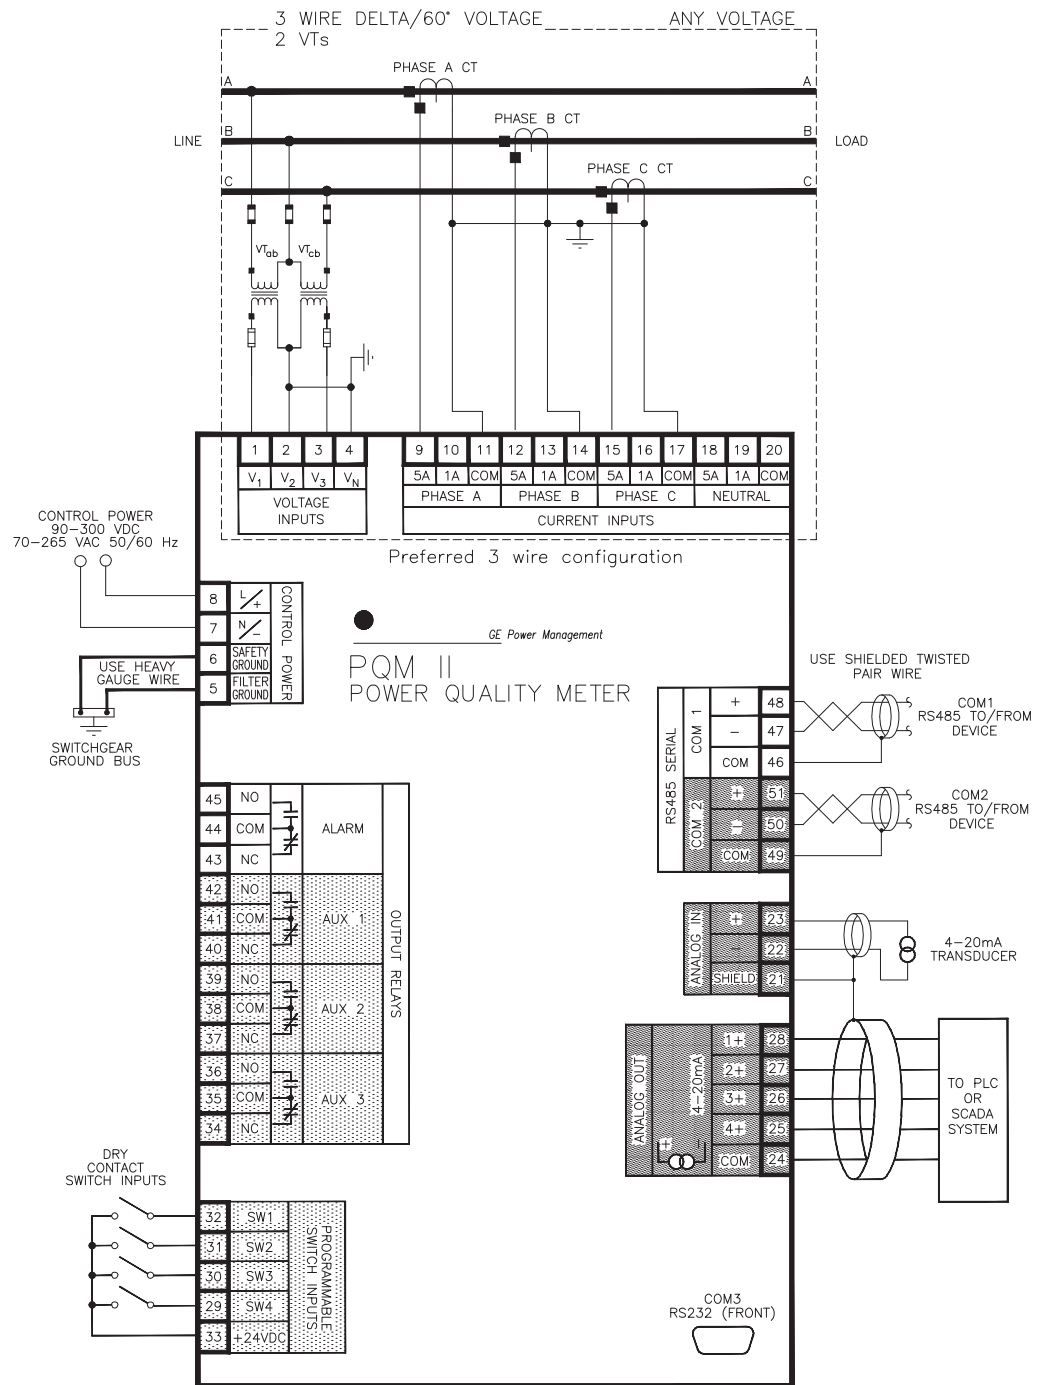 3 WIRE DELTA/60° VOLTAGE
2 VTs
ANY VOLTAGE
PHASE A CT
A
A
PHASE B CT
LINE
B
B
LOAD
PHASE C CT
C
C
VTab
VTcb
1 2 3 4
V1 V2 V3 VN
VOLTAGE
INPUTS
9 10 11 12 13 14 15 16 17 18 19 20
5A 1A COM 5A 1A COM 5A 1A COM 5A 1A COM
PHASE A PHASE B PHASE C NEUTRAL
CURRENT INPUTS
Preferred 3 wire configuration
CONTROL POWER
90-300 VDC
70-265 VAC 50/60 Hz
8 L/+
7 N/-
6 SAFETY
GROUND
5 FILTER
GROUND
CONTROL POWER
USE HEAVY
GAUGE WIRE
SWITCHGEAR
GROUND BUS
GE Power Management
PQM II
POWER QUALITY METER
USE SHIELDED TWISTED
PAIR WIRE
RS485 SERIAL
COM 1
+ 48
- 47
COM 46
COM1
RS485 TO/FROM
DEVICE
COM 2
+ 51
- 50
COM 49
COM2
RS485 TO/FROM
DEVICE
45 NO
44 COM
43 NC
ALARM
42 NO
41 COM
40 NC
AUX 1
39 NO
38 COM
37 NC
AUX 2
36 NO
35 COM
34 NC
AUX 3
OUTPUT RELAYS
ANALOG IN
+ 23
- 22
SHIELD 21
4-20mA
TRANSDUCER
ANALOG OUT
4-20mA
+ -
1+ 28
2+ 27
3+ 26
4+ 25
COM 24
TO PLC
OR
SCADA
SYSTEM
DRY
CONTACT
SWITCH INPUTS
32 SW1
31 SW2
30 SW3
29 SW4
33 +24VDC
PROGRAMMABLE
SWITCH INPUTS
COM3
RS232 (FRONT)